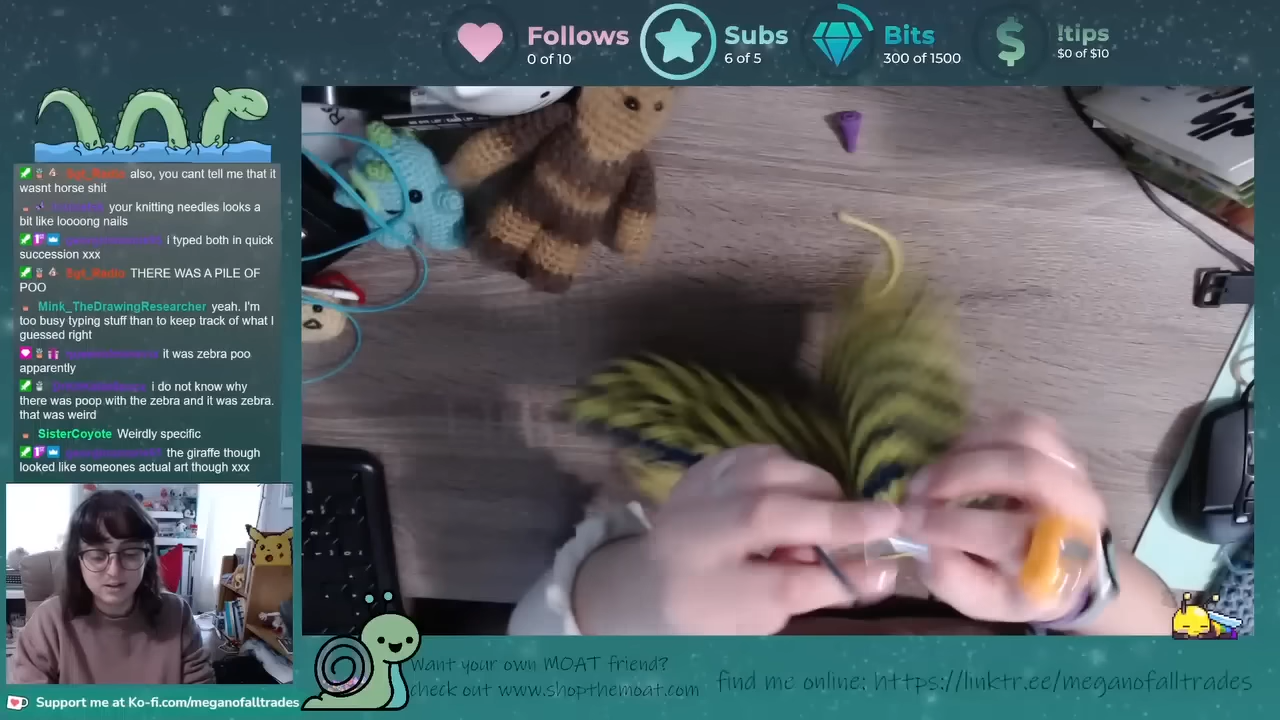 Follows
0 of 10
Subs
6 of 5
Bits
300 of 1500
!tips
$0 of $10
Sgt_Radio also, you cant tell me that it
wasnt horse shit
your knitting needles looks a
bit like loooong nails
i typed both in quick
succession xxx
Sgt_Radio THERE WAS A PILE OF
POO
Mink_TheDrawingResearcher yeah. I'm
too busy typing stuff than to keep track of what I
guessed right
it was zebra poo
apparently
i do not know why
there was poop with the zebra and it was zebra.
that was weird
SisterCoyote Weirdly specific
the giraffe though
looked like someones actual art though xxx
Support me at Ko-fi.com/meganofalltrades
Want your own MOAT friend?
check out www.shopthemoat.com
find me online: https://linktr.ee/meganofalltrades